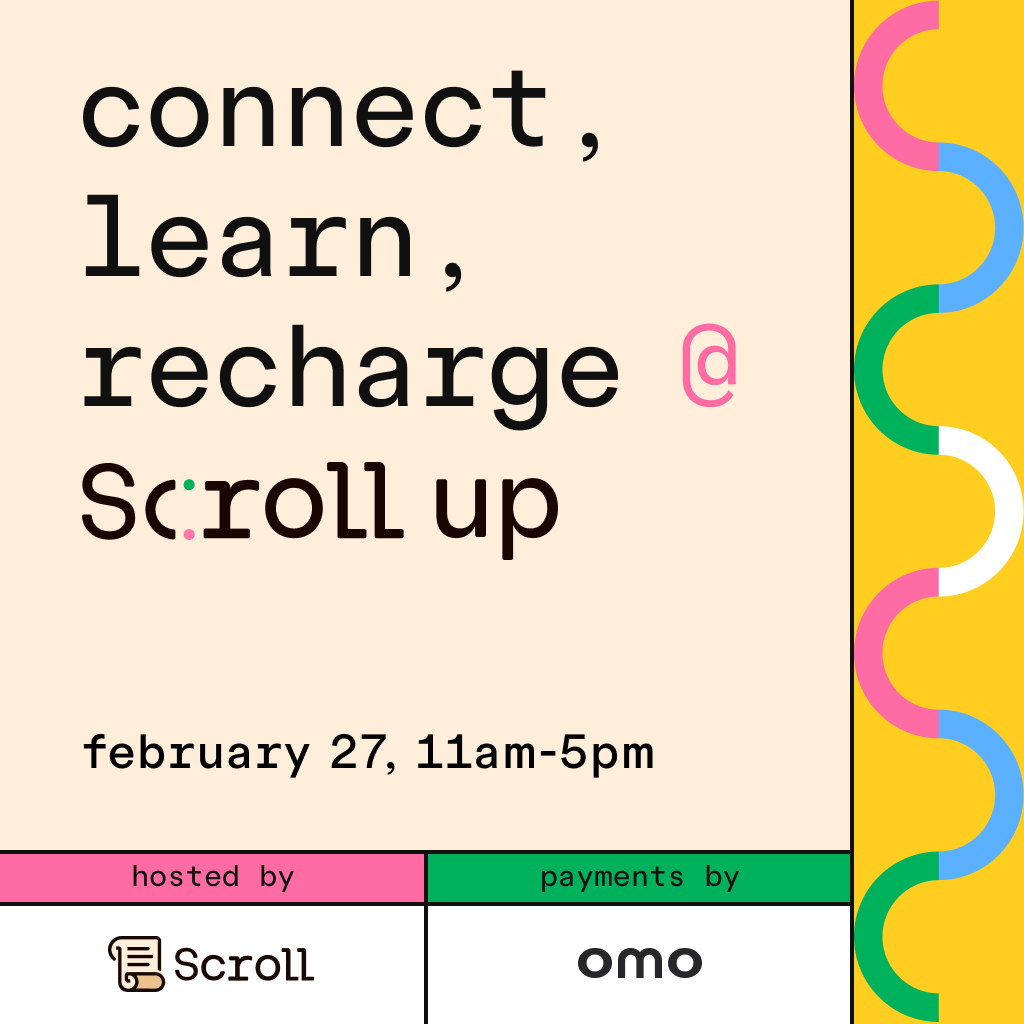 connect,
learn,
recharge @
Scroll up
february 27, 11am-5pm
hosted by
payments by
Scroll
omo